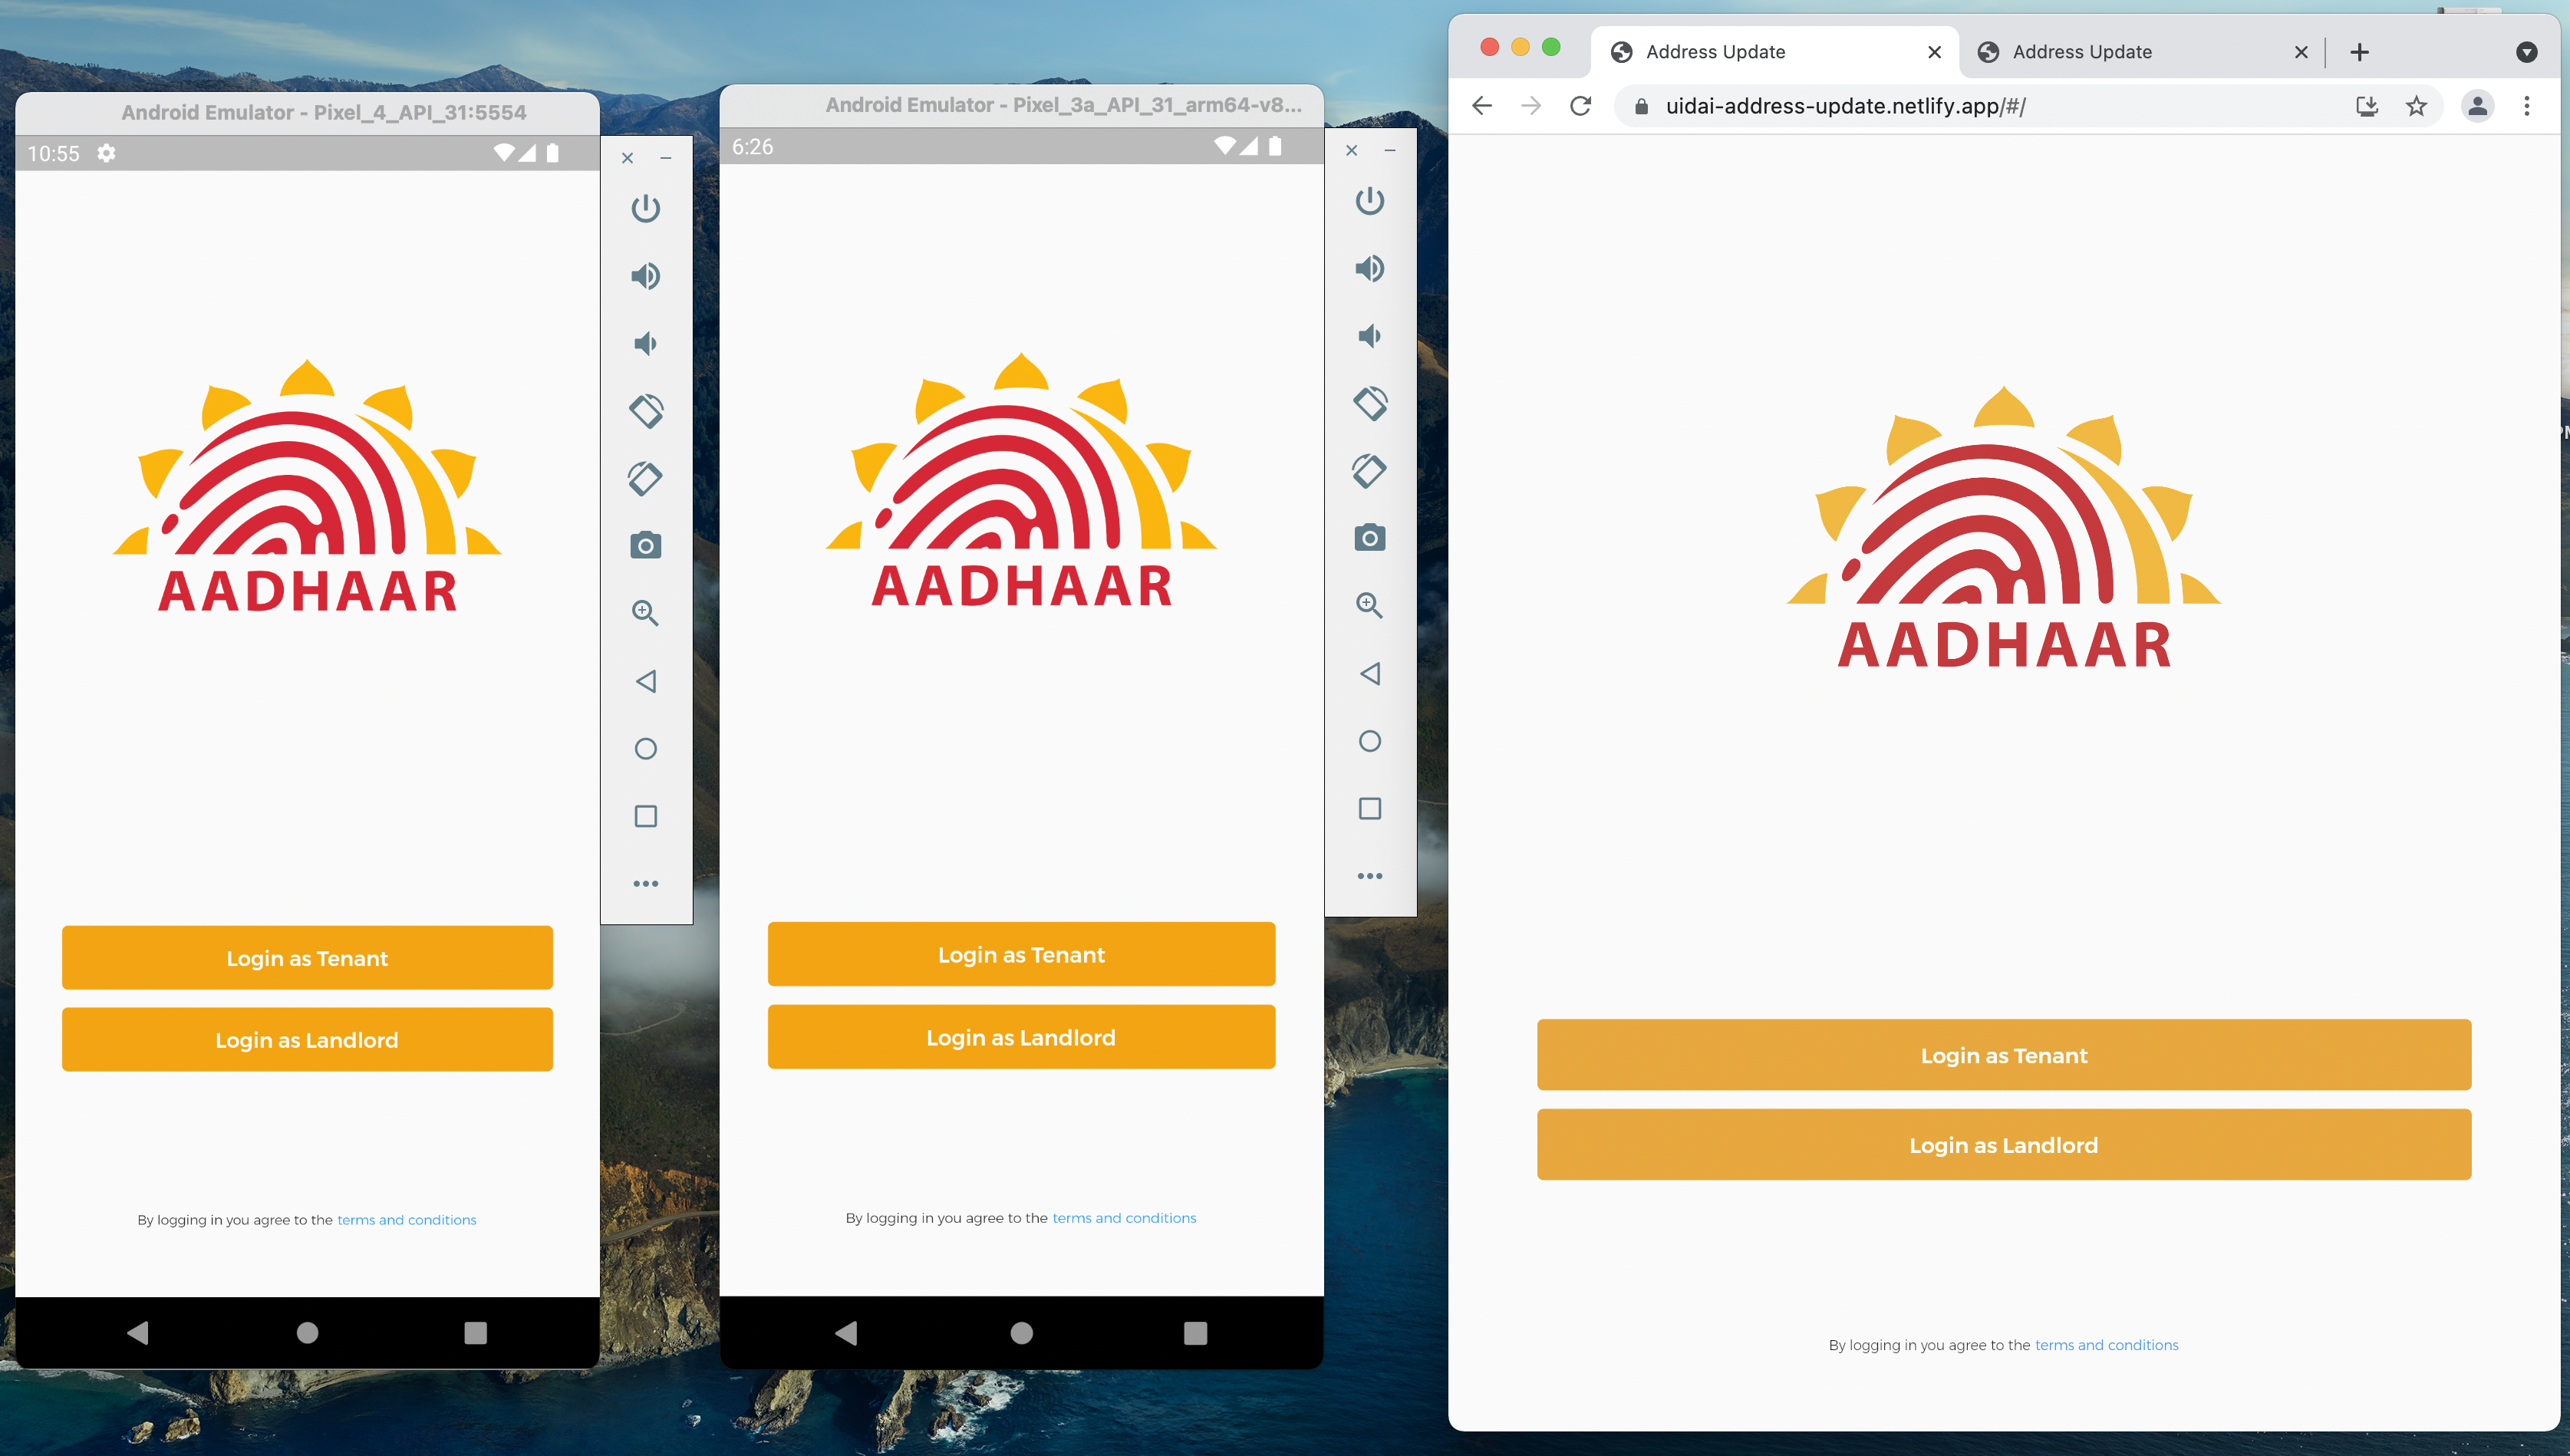 Android Emulator - Pixel_4_API_31:5554
10:55
AADHAAR
Login as Tenant
Login as Landlord
By logging in you agree to the terms and conditions
Android Emulator - Pixel_3a_API_31_arm64-v8...
6:26
AADHAAR
Login as Tenant
Login as Landlord
By logging in you agree to the terms and conditions
Address Update
Address Update
uidai-address-update.netlify.app/#/
AADHAAR
Login as Tenant
Login as Landlord
By logging in you agree to the terms and conditions